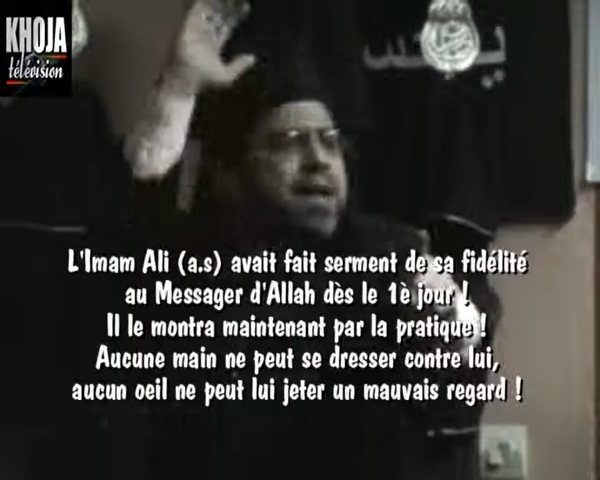 KHOJA
télévision
L'Imam Ali (a.s) avait fait serment de sa fidélité
au Messager d'Allah dès le 1è jour !
Il le montra maintenant par la pratique !
Aucune main ne peut se dresser contre lui,
aucun oeil ne peut lui jeter un mauvais regard !